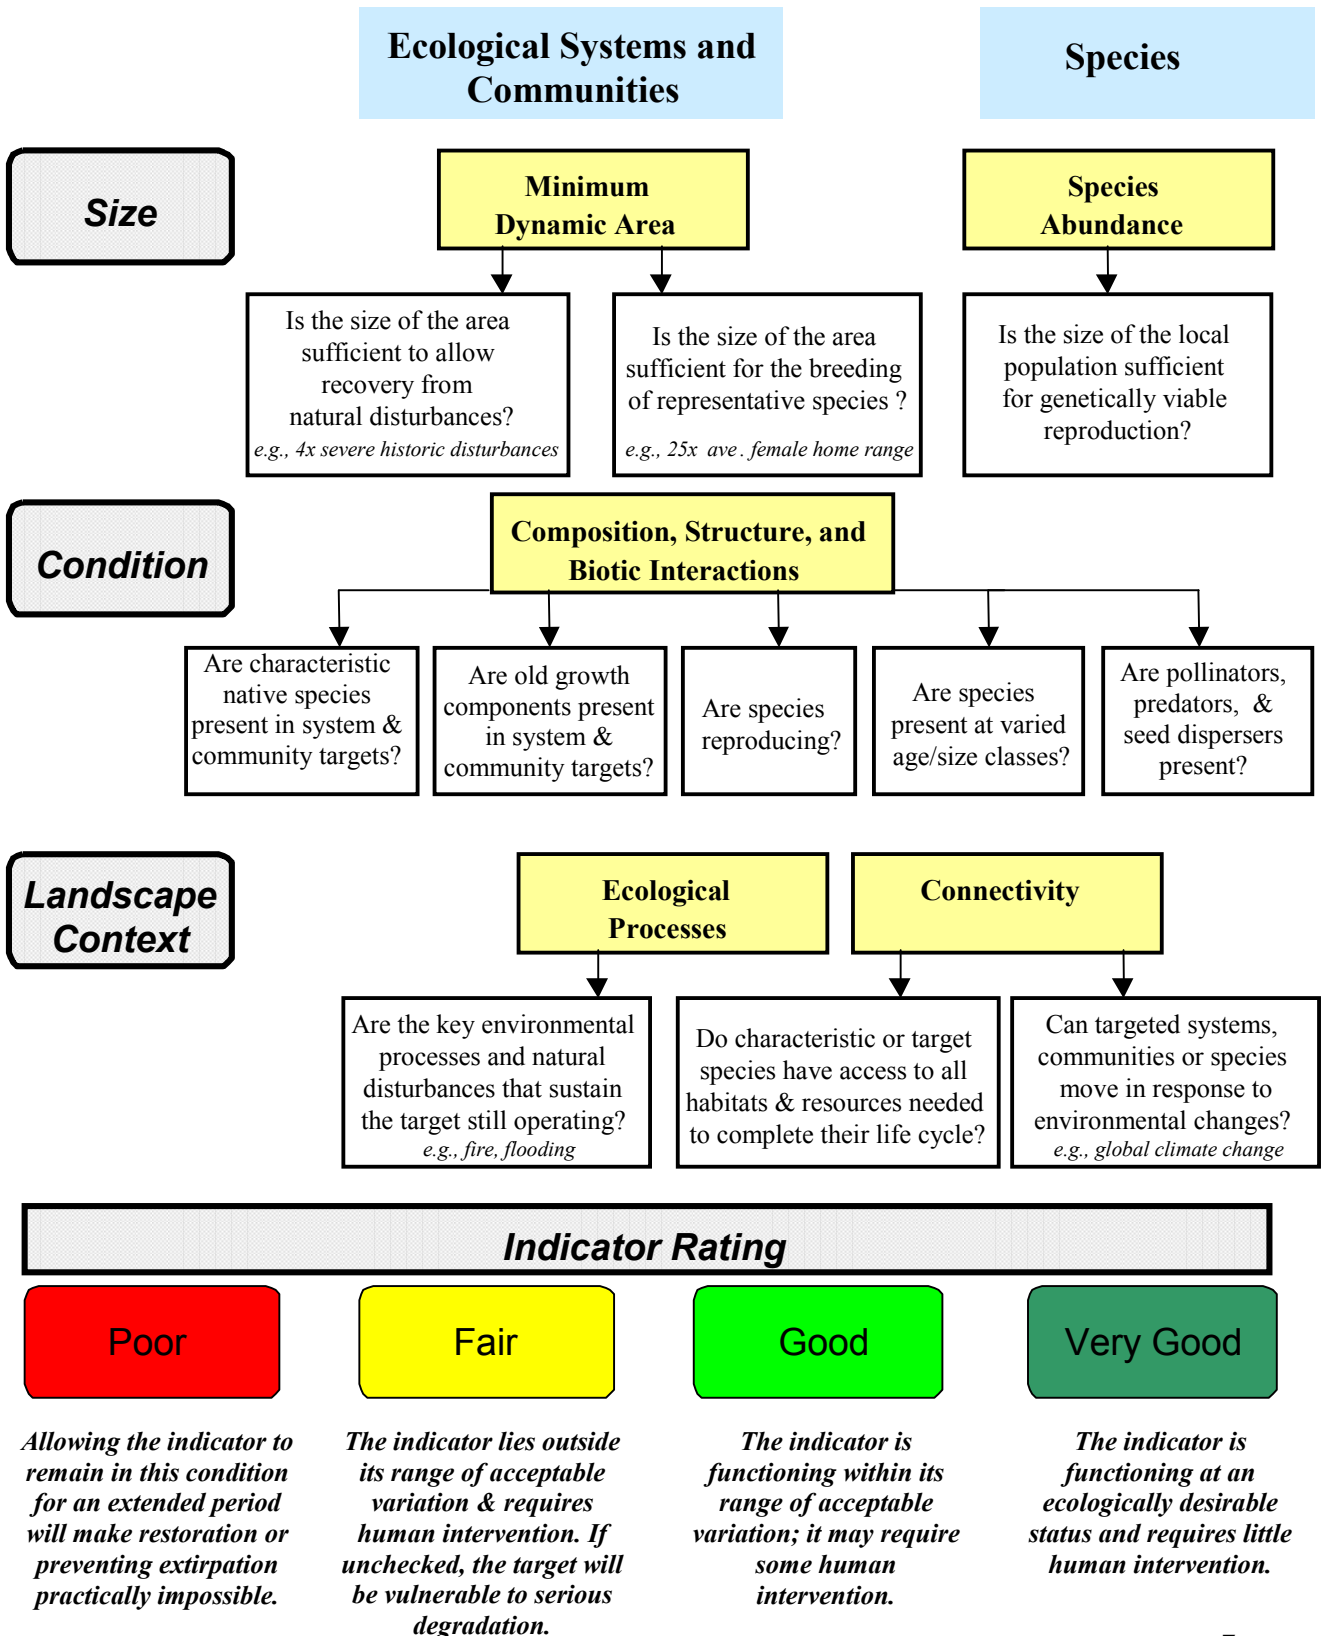 Ecological Systems and
Communities
Species
Size
Minimum
Dynamic Area
Species
Abundance
Is the size of the area
sufficient to allow
recovery from
natural disturbances?
e.g., 4x severe historic disturbances
Is the size of the area
sufficient for the breeding
of representative species ?
e.g., 25x ave. female home range
Is the size of the local
population sufficient
for genetically viable
reproduction?
Condition
Composition, Structure, and
Biotic Interactions
Are characteristic
native species
present in system &
community targets?
Are old growth
components present
in system &
community targets?
Are species
reproducing?
Are species
present at varied
age/size classes?
Are pollinators,
predators, &
seed dispersers
present?
Landscape
Context
Ecological
Processes
Connectivity
Are the key environmental
processes and natural
disturbances that sustain
the target still operating?
e.g., fire, flooding
Do characteristic or target
species have access to all
habitats & resources needed
to complete their life cycle?
Can targeted systems,
communities or species
move in response to
environmental changes?
e.g., global climate change
Indicator Rating
Poor
Fair
Good
Very Good
Allowing the indicator to
remain in this condition
for an extended period
will make restoration or
preventing extirpation
practically impossible.
The indicator lies outside
its range of acceptable
variation & requires
human intervention. If
unchecked, the target will
be vulnerable to serious
degradation.
The indicator is
functioning within its
range of acceptable
variation; it may require
some human
intervention.
The indicator is
functioning at an
ecologically desirable
status and requires little
human intervention.